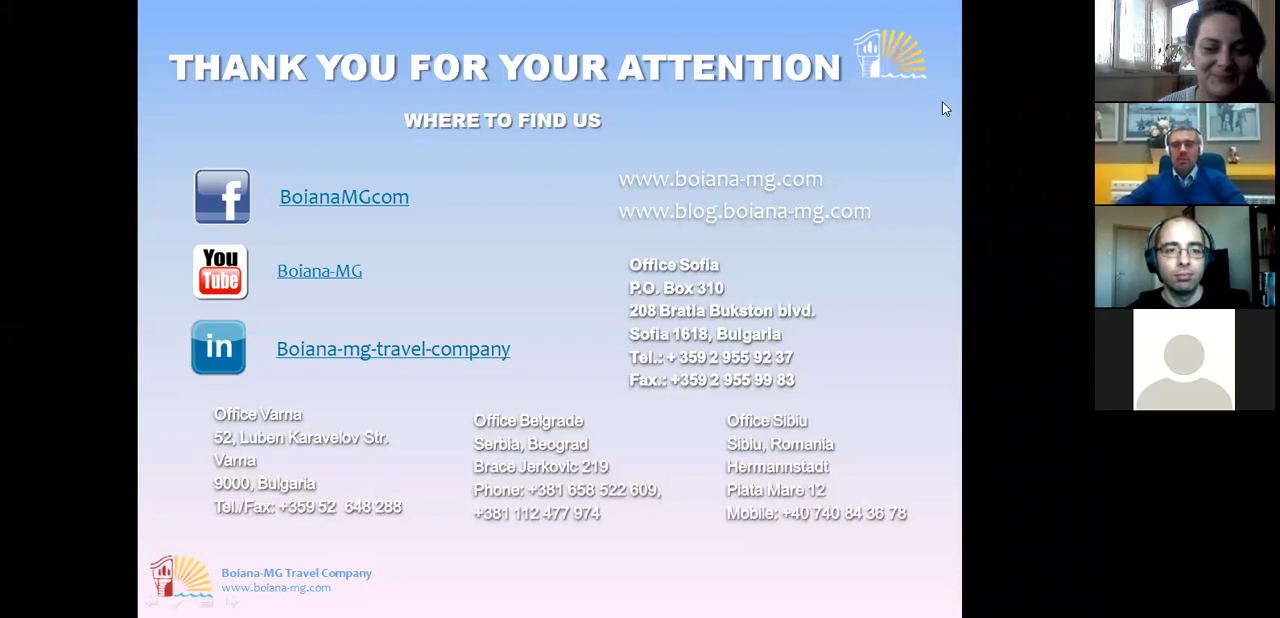 THANK YOU FOR YOUR ATTENTION
WHERE TO FIND US
f
BoianaMGcom
You
Tube
Boiana-MG
in
Boiana-mg-travel-company
www.boiana-mg.com
www.blog.boiana-mg.com
Office Sofia
P.O. Box 310
208 Bratia Bukston blvd.
Sofia 1618, Bulgaria
Tel.: + 359 2 955 92 37
Fax.: +359 2 955 99 83
Office Varna
52, Luben Karavelov Str.
Varna
9000, Bulgaria
Tel./Fax: +359 52 648 288
Office Belgrade
Serbia, Beograd
Brace Jerkovic 219
Phone: +381 658 522 609,
+381 112 477 974
Office Sibiu
Sibiu, Romania
Hermannstadt
Piata Mare 12
Mobile: +40 740 84 36 78
Boiana-MG Travel Company
www.boiana-mg.com